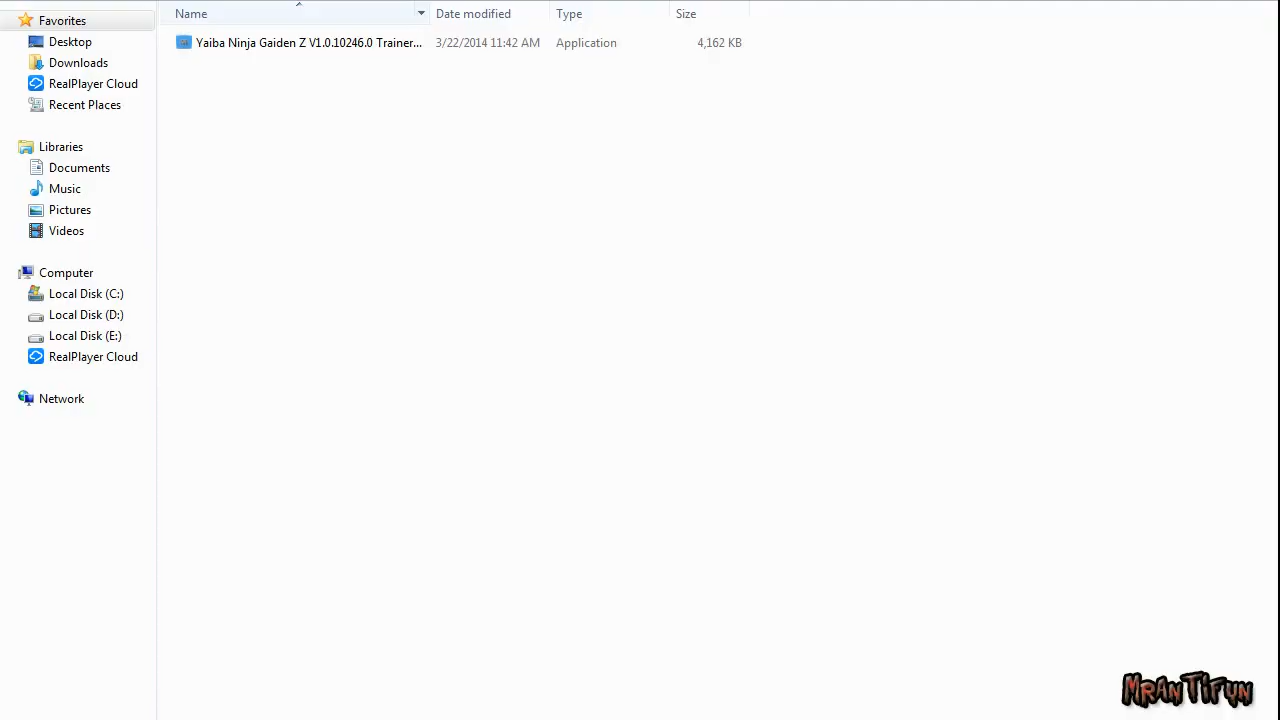 Name Date modified Type Size
Yaiba Ninja Gaiden Z V1.0.10246.0 Trainer... 3/22/2014 11:42 AM Application 4,162 KB
Favorites
Desktop
Downloads
RealPlayer Cloud
Recent Places
Libraries
Documents
Music
Pictures
Videos
Computer
Local Disk (C:)
Local Disk (D:)
Local Disk (E:)
RealPlayer Cloud
Network
MrAnTiFun